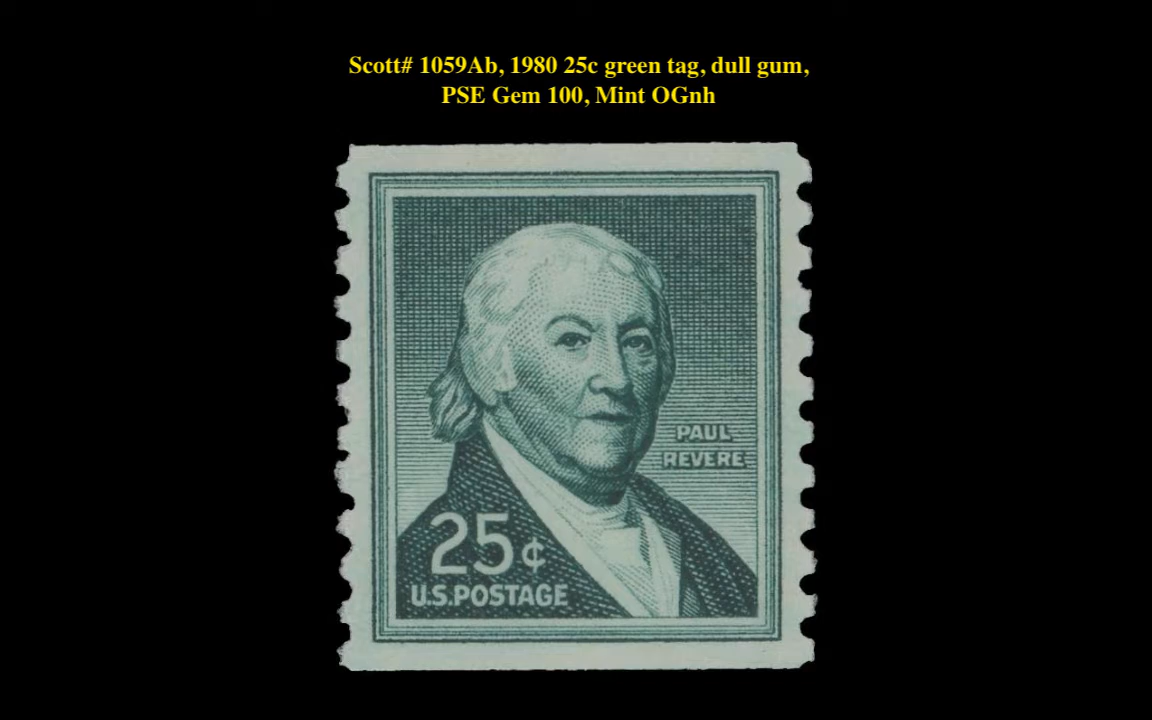 Scott# 1059Ab, 1980 25c green tag, dull gum,
PSE Gem 100, Mint OGnh
PAUL
REVERE
25¢
U.S.POSTAGE